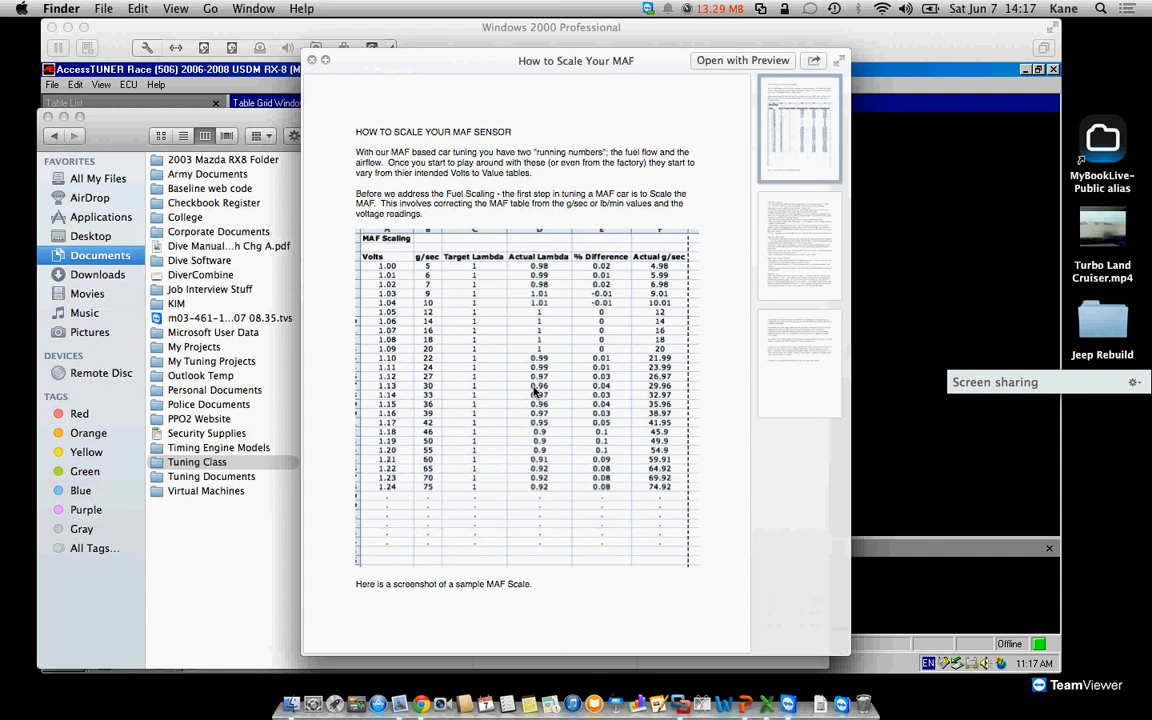 Finder File Edit View Go Window Help
13.29 MB
Sat Jun 7 14:17 Kane
Windows 2000 Professional
AccessTUNER Race (506) 2006-2008 USDM RX-8 (M
File Edit View ECU Help
Table List
Table Grid Windo
How to Scale Your MAF
Open with Preview
FAVORITES
All My Files
AirDrop
Applications
Desktop
Documents
Downloads
Movies
Music
Pictures
DEVICES
Remote Disc
TAGS
Red
Orange
Yellow
Green
Blue
Purple
Gray
All Tags...
2003 Mazda RX8 Folder
Army Documents
Baseline web code
Checkbook Register
College
Corporate Documents
Dive Manual...h Chg A.pdf
Dive Software
DiverCombine
Job Interview Stuff
KIM
m03-461-1...07 08.35.tvs
Microsoft User Data
My Projects
My Tuning Projects
Outlook Temp
Personal Documents
Police Documents
PPO2 Website
Security Supplies
Timing Engine Models
Tuning Class
Tuning Documents
Virtual Machines
HOW TO SCALE YOUR MAF SENSOR
With our MAF based car tuning you have two "running numbers"; the fuel flow and the
airflow. Once you start to play around with these (or even from the factory) they start to
vary from thier intended Volts to Value tables.
Before we address the Fuel Scaling - the first step in tuning a MAF car is to Scale the
MAF. This involves correcting the MAF table from the g/sec or lb/min values and the
voltage readings.
A B C D E F
MAF Scaling
Volts g/sec Target Lambda Actual Lambda % Difference Actual g/sec
1.00 5 1 0.98 0.02 4.98
1.01 6 1 0.99 0.01 5.99
1.02 7 1 0.98 0.02 6.98
1.03 9 1 1.01 -0.01 9.01
1.04 10 1 1.01 -0.01 10.01
1.05 12 1 1 0 12
1.06 14 1 1 0 14
1.07 16 1 1 0 16
1.08 18 1 1 0 18
1.09 20 1 1 0 20
1.10 22 1 0.99 0.01 21.99
1.11 24 1 0.99 0.01 23.99
1.12 27 1 0.97 0.03 26.97
1.13 30 1 0.96 0.04 29.96
1.14 33 1 0.97 0.03 32.97
1.15 36 1 0.96 0.04 35.96
1.16 39 1 0.97 0.03 38.97
1.17 42 1 0.95 0.05 41.95
1.18 46 1 0.9 0.1 45.9
1.19 50 1 0.9 0.1 49.9
1.20 55 1 0.9 0.1 54.9
1.21 60 1 0.91 0.09 59.91
1.22 65 1 0.92 0.08 64.92
1.23 70 1 0.92 0.08 69.92
1.24 75 1 0.92 0.08 74.92
Here is a screenshot of a sample MAF Scale.
MyBookLive-
Public alias
Turbo Land
Cruiser.mp4
Jeep Rebuild
Screen sharing
Offline
EN
11:17 AM
TeamViewer